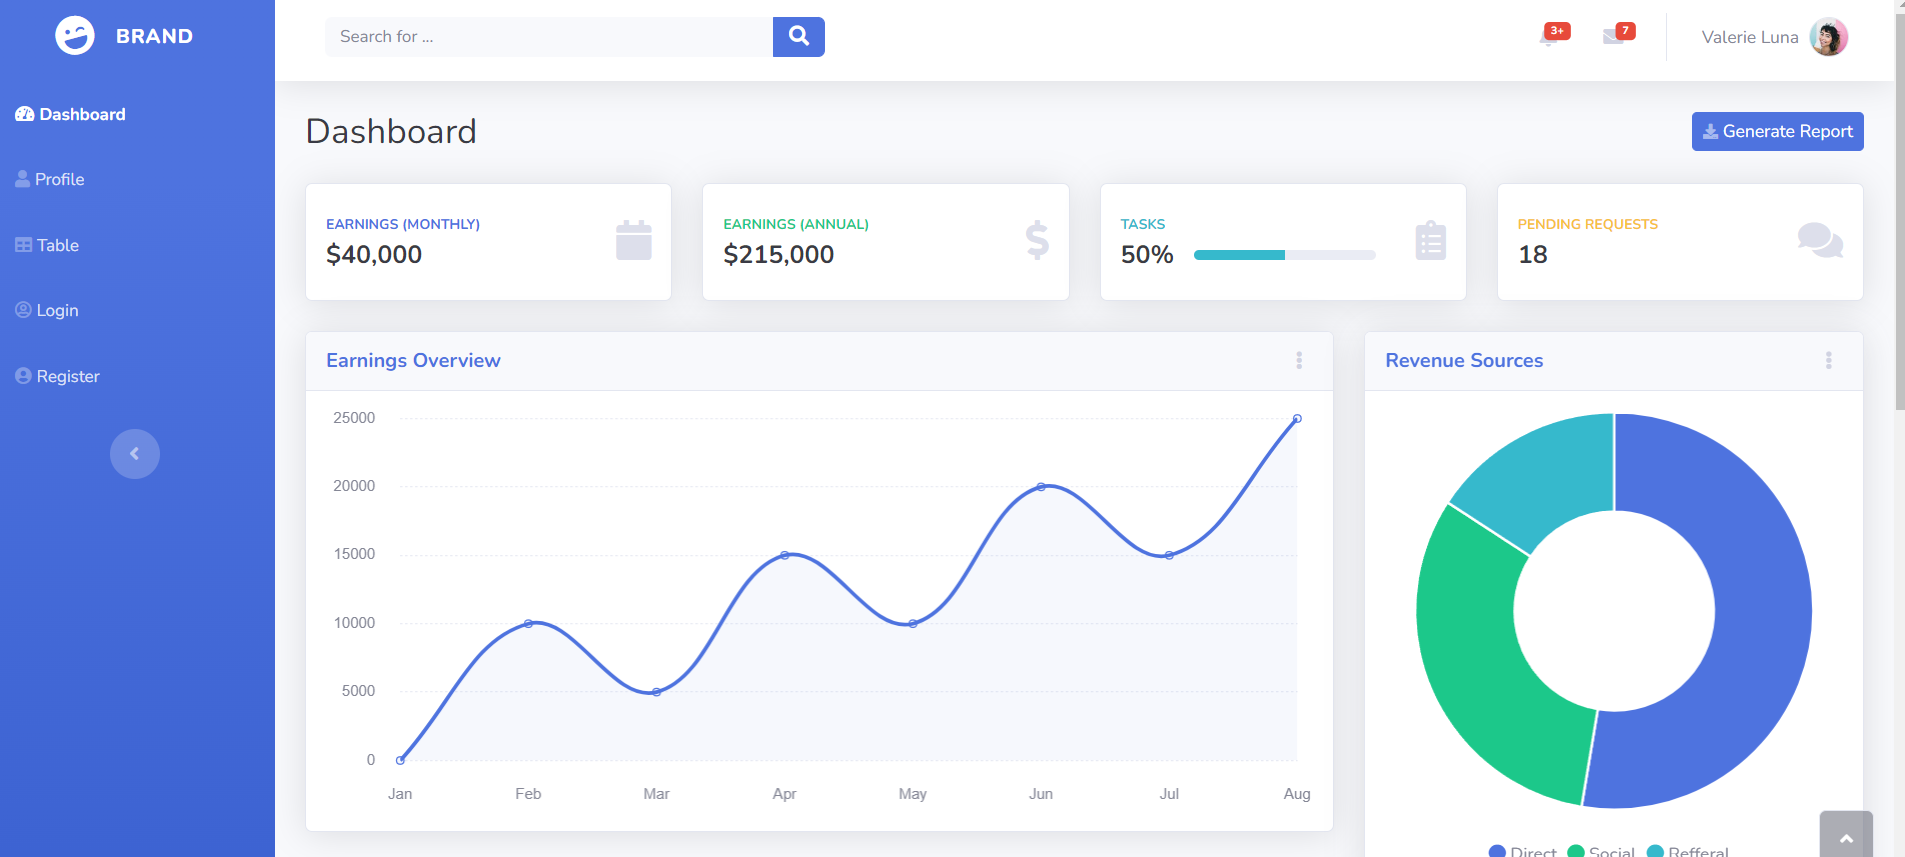 BRAND
Dashboard
Profile
Table
Login
Register
Search for ...
3+
7
Valerie Luna
Dashboard
Generate Report
EARNINGS (MONTHLY)
$40,000
EARNINGS (ANNUAL)
$215,000
TASKS
50%
PENDING REQUESTS
18
Earnings Overview
25000
20000
15000
10000
5000
0
Jan Feb Mar Apr May Jun Jul Aug
Revenue Sources
Direct Social Refferal